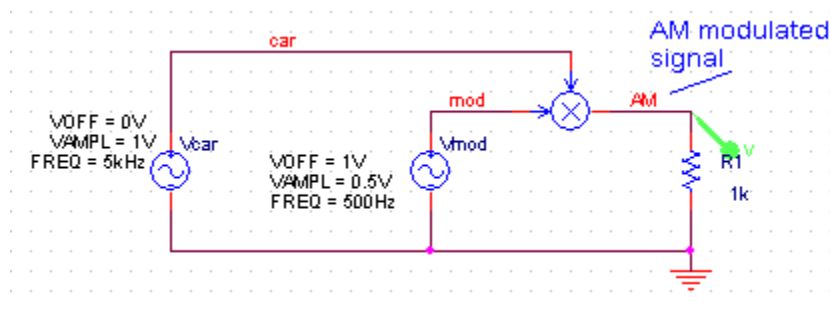 AM modulated
signal
car
mod
AM
VOFF = 0V
VAMPL = 1V
FREQ = 5kHz
Vcar
VOFF = 1V
VAMPL = 0.5V
FREQ = 500Hz
Vmod
V
R1
1k